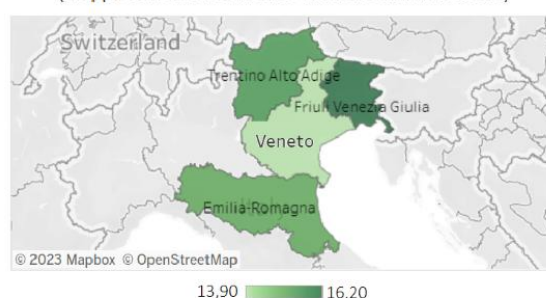 Switzerland
Trentino Alto Adige
Friuli Venezia Giulia
Veneto
Emilia-Romagna
© 2023 Mapbox © OpenStreetMap
13,90 16,20